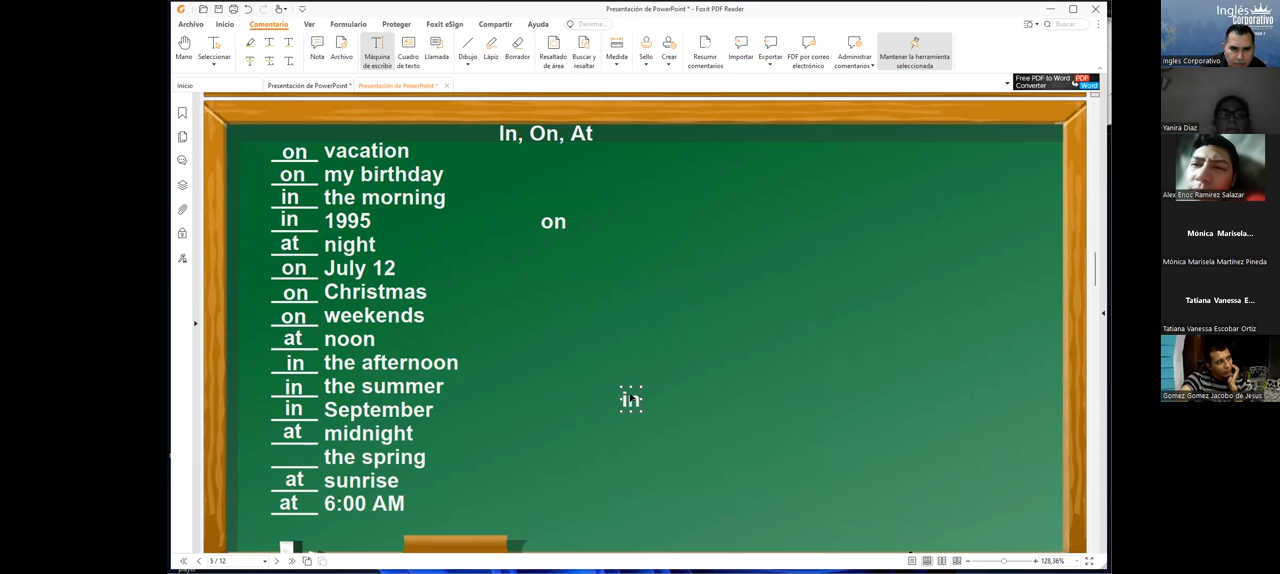 Presentación de PowerPoint * - Foxit PDF Reader
Archivo Inicio Comentario Ver Formulario Proteger Foxit eSign Compartir Ayuda Decirme... Buscar
Mano Seleccionar Nota Archivo Máquina de escribir Cuadro de texto Llamada Dibujo Lápiz Borrador Resaltado de área Buscar y resaltar Medida Sello Crear Resumir comentarios Importar Exportar PDF por correo electrónico Administrar comentarios Mantener la herramienta seleccionada
Inicio Presentación de PowerPoint * Presentación de PowerPoint *
Free PDF to Word PDF
Converter Word
In, On, At
on vacation
on my birthday
in the morning
in 1995 on
at night
on July 12
on Christmas
on weekends
at noon
in the afternoon
in the summer in
in September
at midnight
____ the spring
at sunrise
at 6:00 AM
5 / 12 128,36%
Inglés
Corporativo
Ingles Corporativo
Yanira Diaz
Alex Enoc Ramirez Salazar
Mónica Marisela...
Mónica Marisela Martínez Pineda
Tatiana Vanessa E...
Tatiana Vanessa Escobar Ortiz
Gomez Gomez Jacobo de Jesus